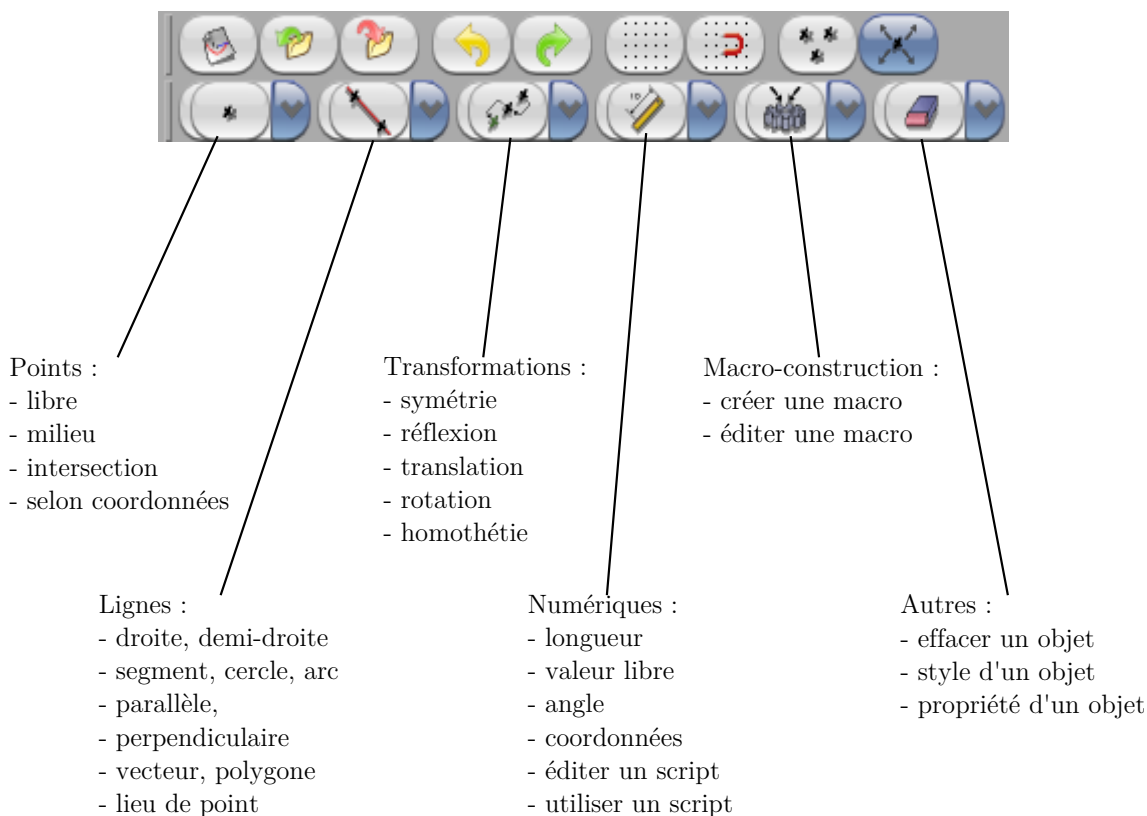 Points :
- libre
- milieu
- intersection
- selon coordonnées
Transformations :
- symétrie
- réflexion
- translation
- rotation
- homothétie
Macro-construction :
- créer une macro
- éditer une macro
Lignes :
- droite, demi-droite
- segment, cercle, arc
- parallèle,
- perpendiculaire
- vecteur, polygone
- lieu de point
Numériques :
- longueur
- valeur libre
- angle
- coordonnées
- éditer un script
- utiliser un script
Autres :
- effacer un objet
- style d'un objet
- propriété d'un objet